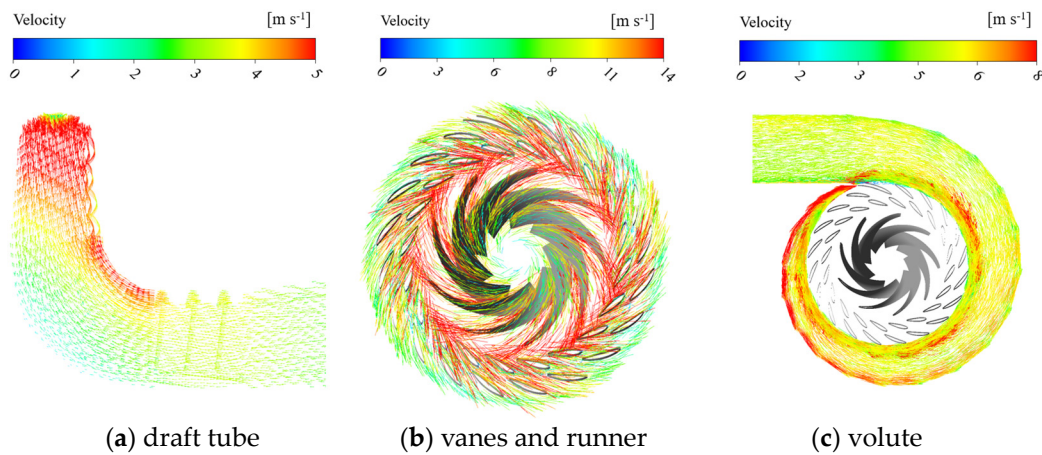 Velocity [m s⁻¹]
0 1 2 3 4 5
Velocity [m s⁻¹]
0 3 6 8 11 14
Velocity [m s⁻¹]
0 2 3 5 6 8
(a) draft tube
(b) vanes and runner
(c) volute